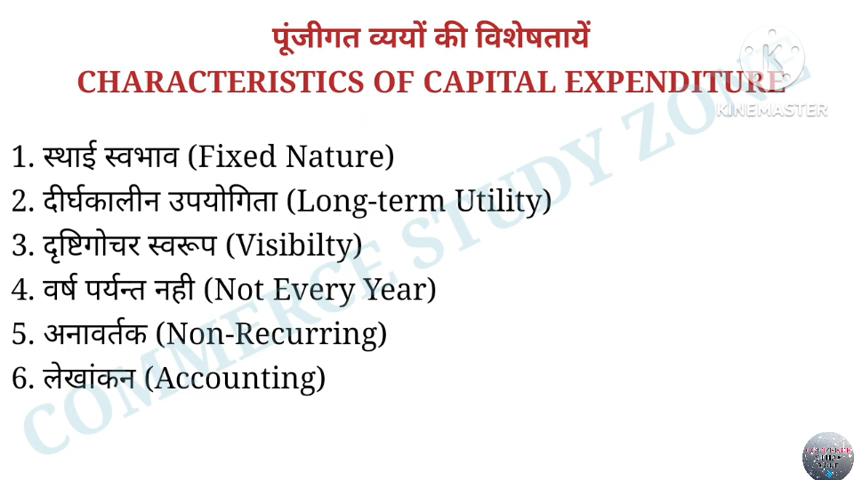 पूंजीगत व्ययों की विशेषतायें
CHARACTERISTICS OF CAPITAL EXPENDITURE
KINEMASTER
1. स्थाई स्वभाव (Fixed Nature)
2. दीर्घकालीन उपयोगिता (Long-term Utility)
3. दृष्टिगोचर स्वरूप (Visibilty)
4. वर्ष पर्यन्त नही (Not Every Year)
5. अनावर्तक (Non-Recurring)
6. लेखांकन (Accounting)
COMMERCE STUDY ZONE